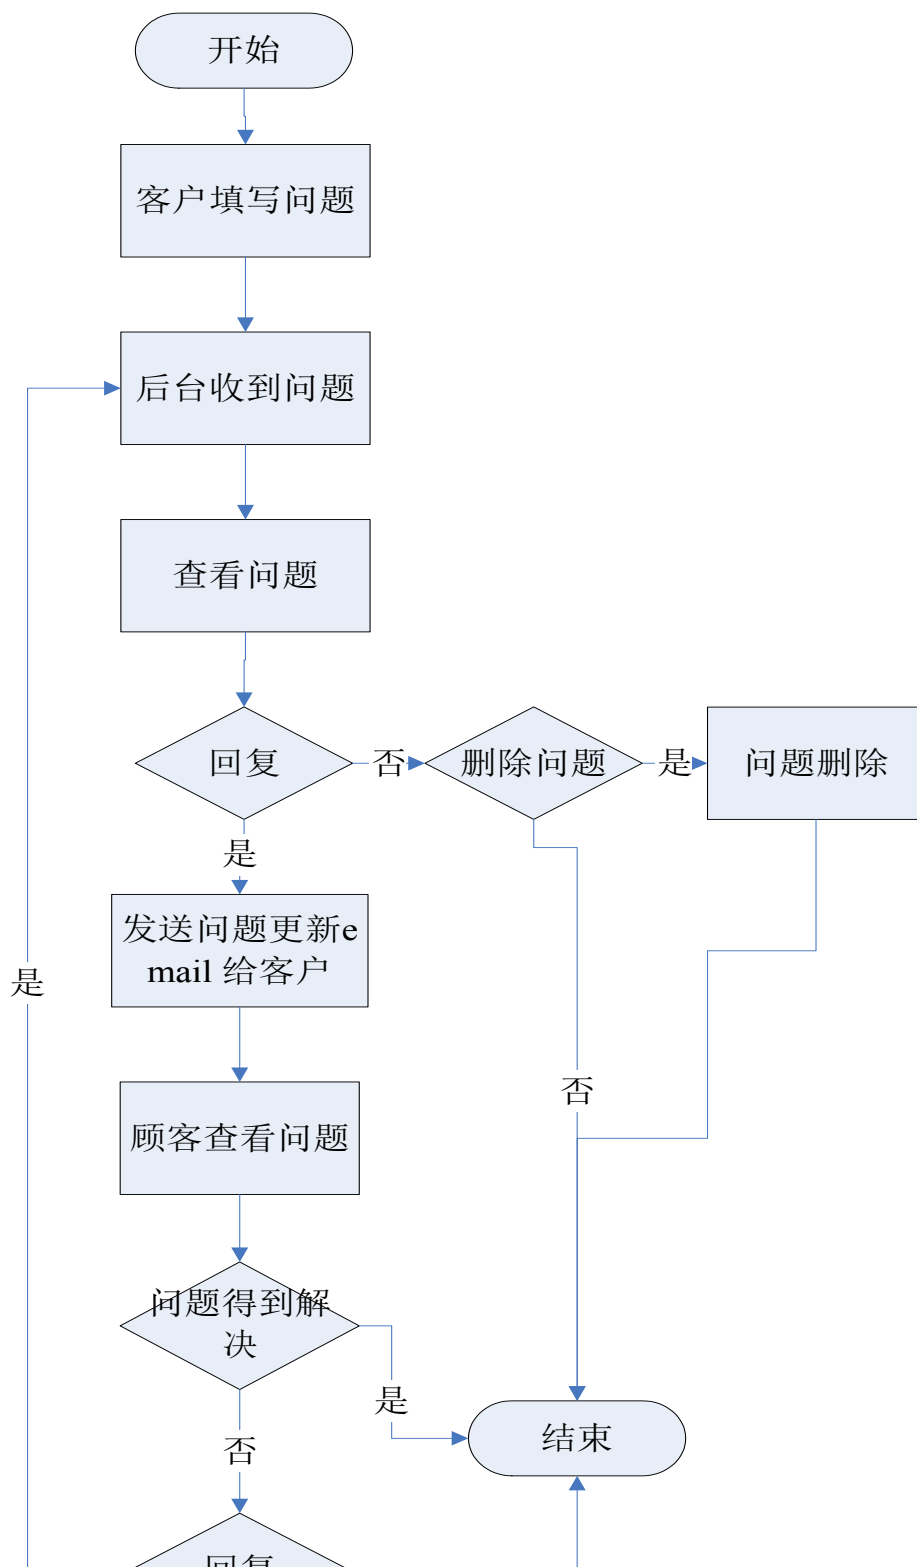 开始
客户填写问题
后台收到问题
查看问题
回复
否
删除问题
是
问题删除
是
发送问题更新e
mail 给客户
是
否
顾客查看问题
问题得到解
决
是
否
结束
回复